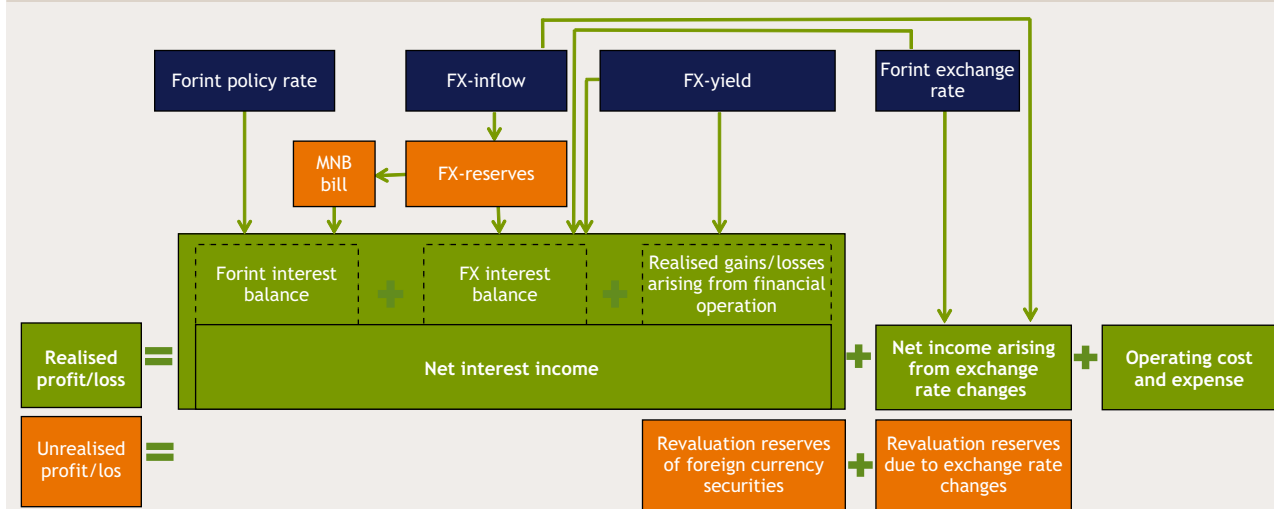 Forint policy rate
FX-inflow
FX-yield
Forint exchange
rate
MNB
bill
FX-reserves
Forint interest
balance
+
FX interest
balance
+
Realised gains/losses
arising from financial
operation
Realised
profit/loss
=
Net interest income
+
Net income arising
from exchange
rate changes
+
Operating cost
and expense
Unrealised
profit/los
=
Revaluation reserves
of foreign currency
securities
+
Revaluation reserves
due to exchange rate
changes